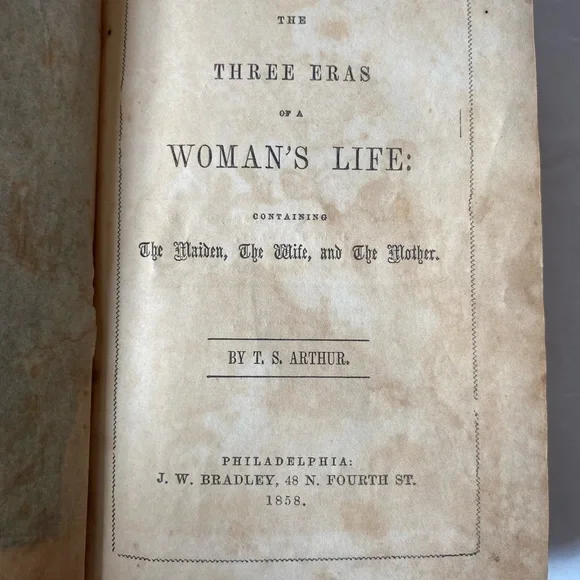 THE
THREE ERAS
OF A
WOMAN'S LIFE:
CONTAINING
The Maiden, The Wife, and The Mother.
BY T. S. ARTHUR.
PHILADELPHIA:
J. W. BRADLEY, 48 N. FOURTH ST.
1858.